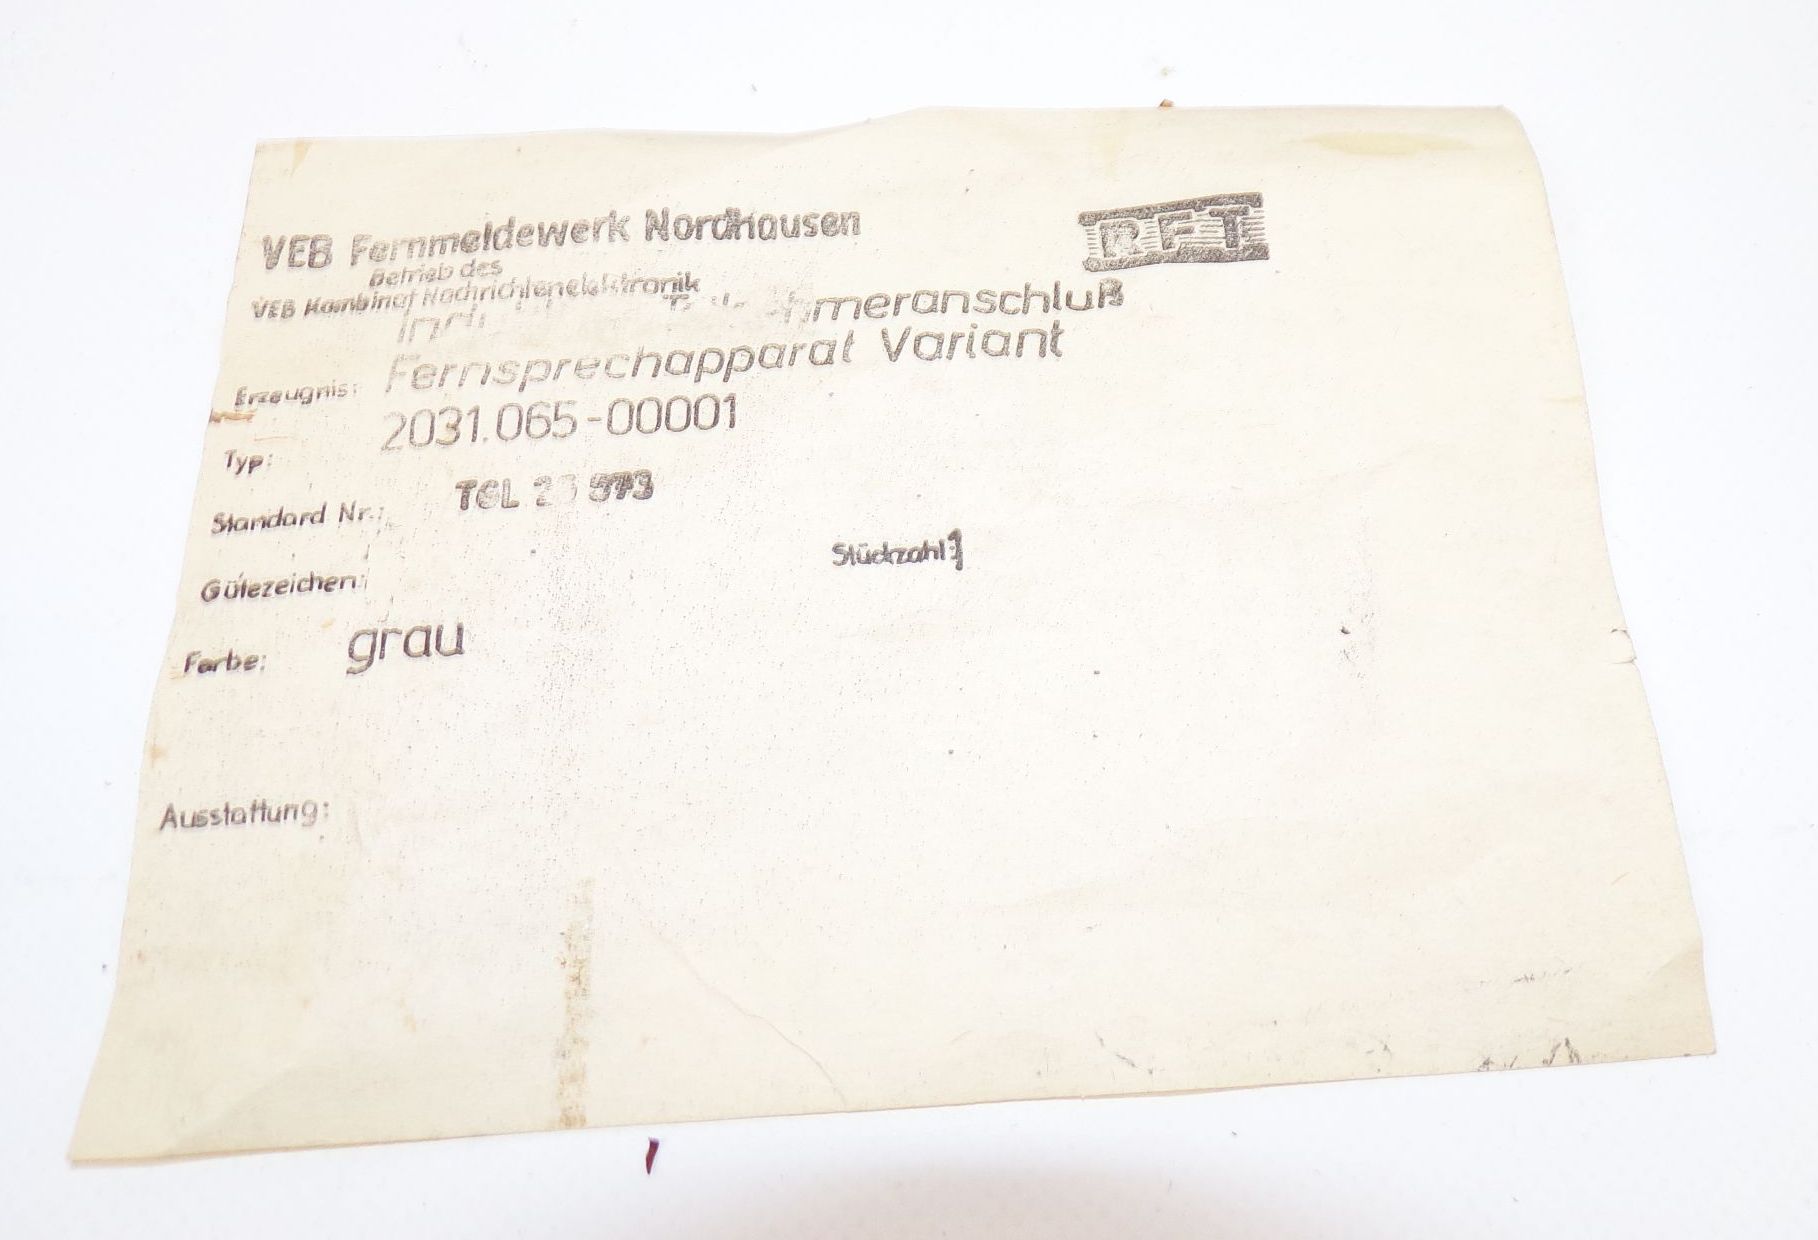 VEB Fernmeldewerk Nordhausen
Betrieb des
VEB Kombinat Nachrichtenelektronik
RFT
Erzeugnis: Fernsprechapparat Variant
Typ: 2031.065-00001
Standard Nr.: TGL
Stückzahl: 1
Gütezeichen:
Farbe: grau
Ausstattung: